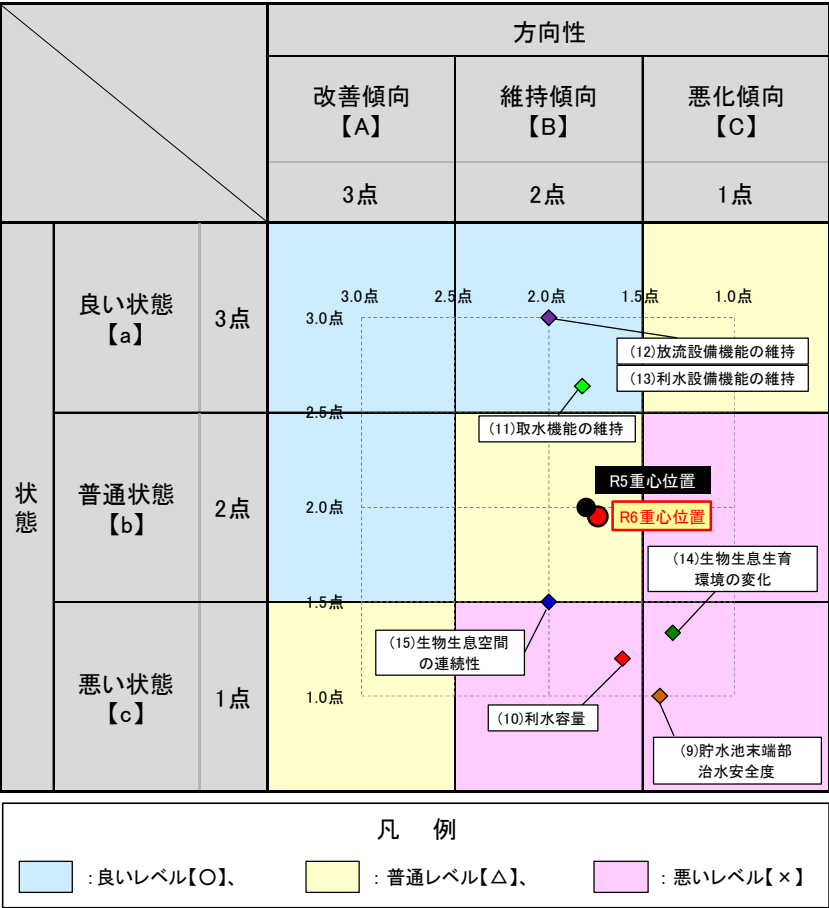 方向性
改善傾向
【A】
維持傾向
【B】
悪化傾向
【C】
3点
2点
1点
状態
良い状態
【a】
3点
普通状態
【b】
2点
悪い状態
【c】
1点
3.0点
2.5点
2.0点
1.5点
1.0点
3.0点
2.5点
2.0点
1.5点
1.0点
(12)放流設備機能の維持
(13)利水設備機能の維持
(11)取水機能の維持
R5重心位置
R6重心位置
(14)生物生息生育
環境の変化
(15)生物生息空間
の連続性
(10)利水容量
(9)貯水池末端部
治水安全度
凡 例
:良いレベル【〇】、
:普通レベル【△】、
:悪いレベル【×】